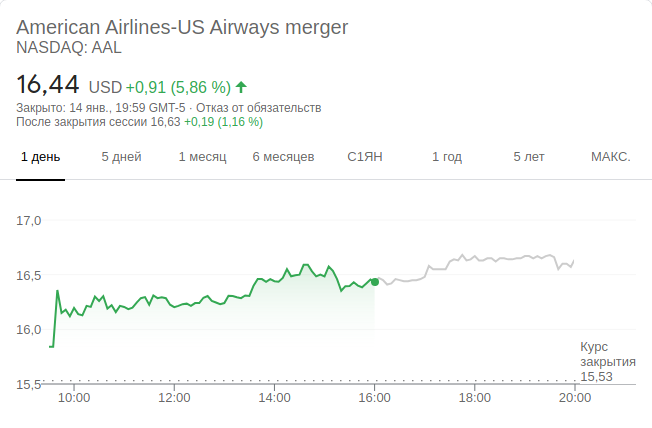 American Airlines-US Airways merger
NASDAQ: AAL
16,44 USD +0,91 (5,86 %)
Закрыто: 14 янв., 19:59 GMT-5 · Отказ от обязательств
После закрытия сессии 16,63 +0,19 (1,16 %)
1 день 5 дней 1 месяц 6 месяцев С1ЯН 1 год 5 лет МАКС.
17,0
16,5
16,0
Курс
закрытия
15,53
15,5
10:00 12:00 14:00 16:00 18:00 20:00